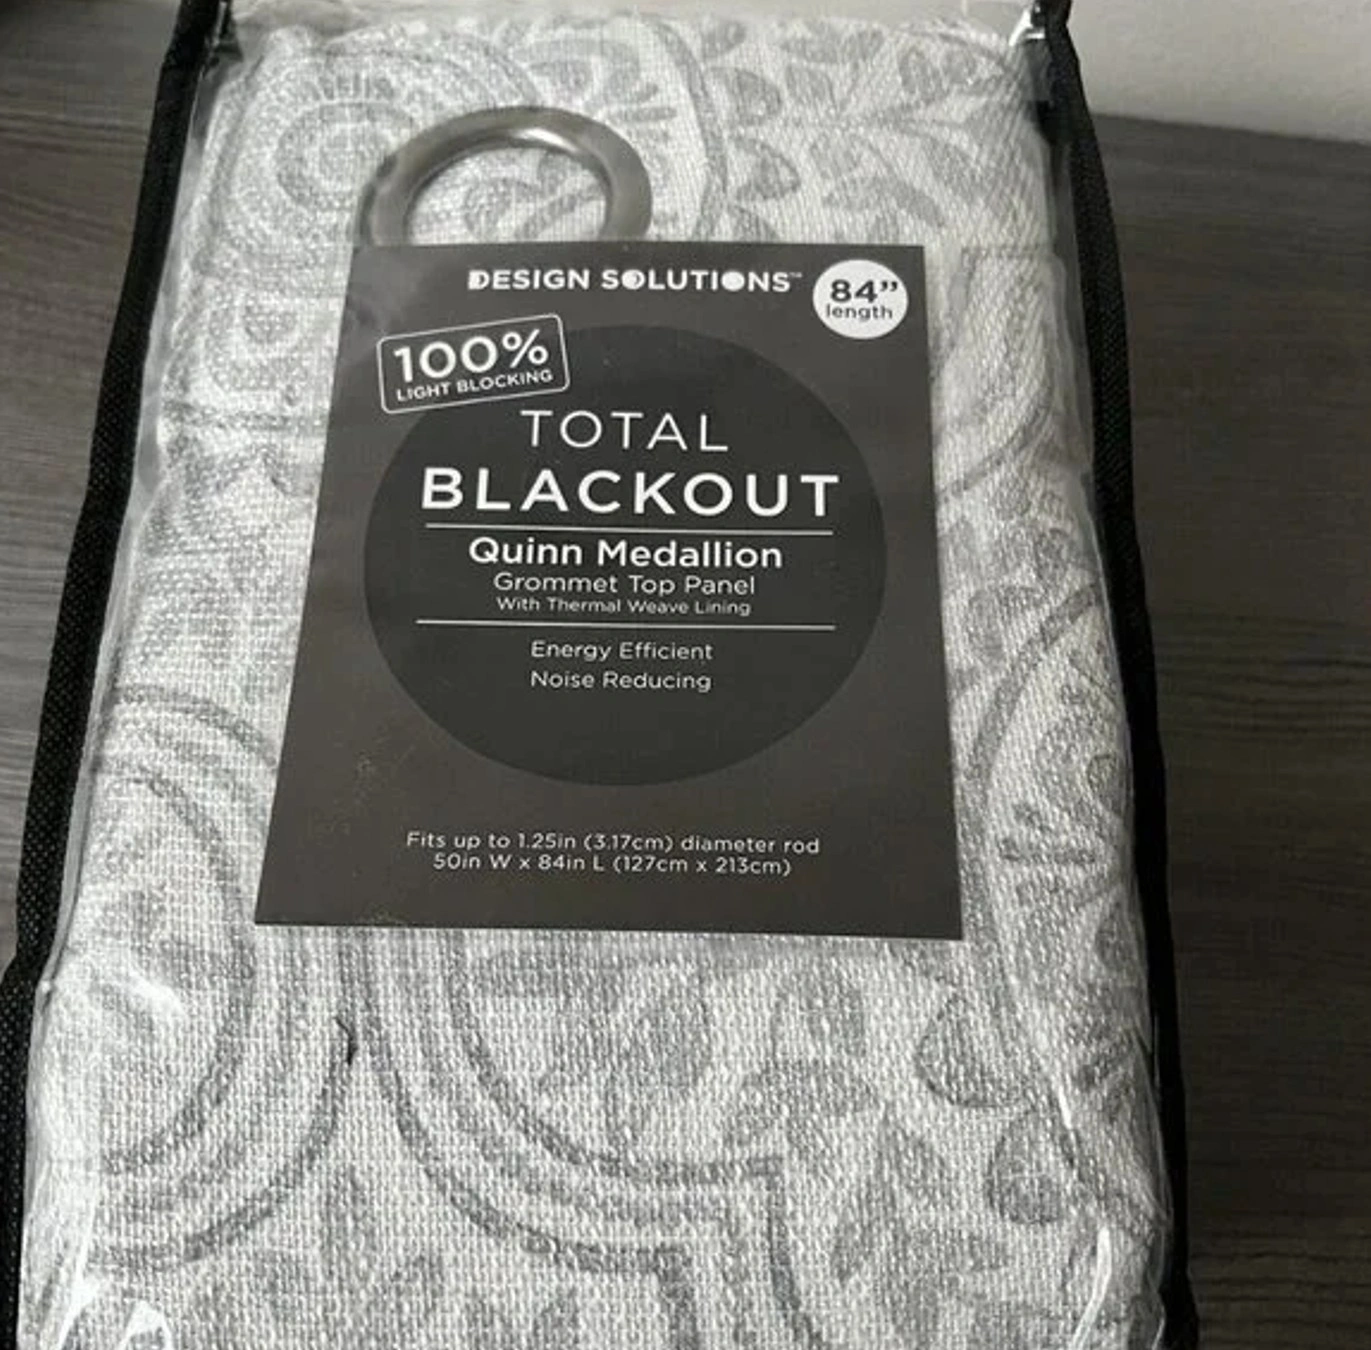 DESIGN SOLUTIONS™
84”
length
100%
LIGHT BLOCKING
TOTAL
BLACKOUT
Quinn Medallion
Grommet Top Panel
With Thermal Weave Lining
Energy Efficient
Noise Reducing
Fits up to 1.25in (3.17cm) diameter rod
50in W x 84in L (127cm x 213cm)